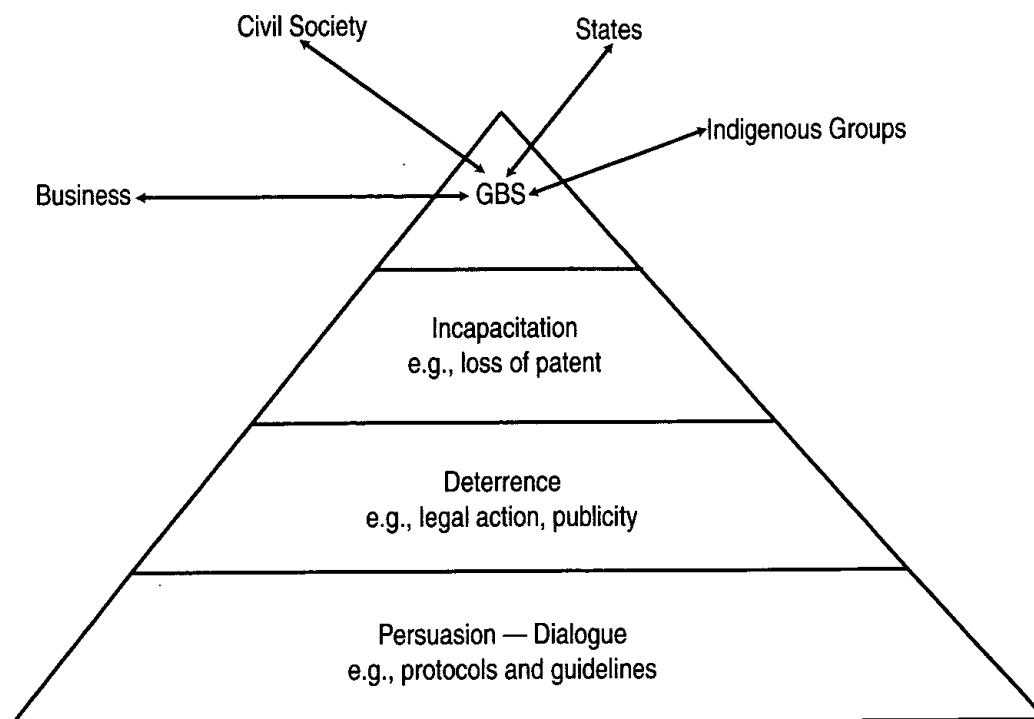 Civil Society
States
Indigenous Groups
Business
GBS
Incapacitation
e.g., loss of patent
Deterrence
e.g., legal action, publicity
Persuasion — Dialogue
e.g., protocols and guidelines